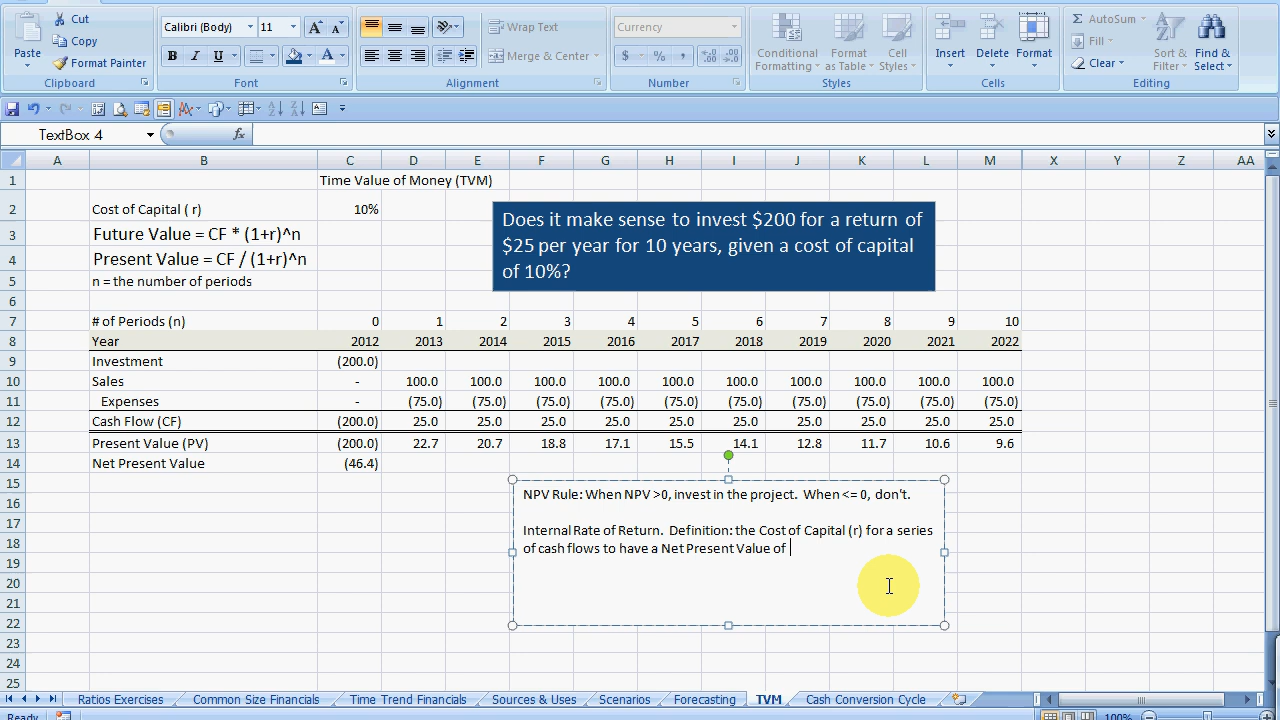 Cut
Copy
Paste
Format Painter
Clipboard
Calibri (Body)
11
A A
B I U
A
Font
Wrap Text
Merge & Center
Alignment
Currency
$ % ,
Number
Conditional Formatting
Format as Table
Cell Styles
Styles
Insert
Delete
Format
Cells
Σ AutoSum
Fill
Clear
Sort & Filter
Find & Select
Editing
TextBox 4
fx
A B C D E F G H I J K L M X Y Z AA
1 Time Value of Money (TVM)
2 Cost of Capital ( r) 10%
Does it make sense to invest $200 for a return of
$25 per year for 10 years, given a cost of capital
of 10%?
3 Future Value = CF * (1+r)^n
4 Present Value = CF / (1+r)^n
5 n = the number of periods
6
7 # of Periods (n) 0 1 2 3 4 5 6 7 8 9 10
8 Year 2012 2013 2014 2015 2016 2017 2018 2019 2020 2021 2022
9 Investment (200.0)
10 Sales - 100.0 100.0 100.0 100.0 100.0 100.0 100.0 100.0 100.0 100.0
11 Expenses - (75.0) (75.0) (75.0) (75.0) (75.0) (75.0) (75.0) (75.0) (75.0) (75.0)
12 Cash Flow (CF) (200.0) 25.0 25.0 25.0 25.0 25.0 25.0 25.0 25.0 25.0 25.0
13 Present Value (PV) (200.0) 22.7 20.7 18.8 17.1 15.5 14.1 12.8 11.7 10.6 9.6
14 Net Present Value (46.4)
15
16
17
18
19
20
21
22
23
24
25
NPV Rule: When NPV >0, invest in the project. When <= 0, don't.
Internal Rate of Return. Definition: the Cost of Capital (r) for a series
of cash flows to have a Net Present Value of
Ratios Exercises
Common Size Financials
Time Trend Financials
Sources & Uses
Scenarios
Forecasting
TVM
Cash Conversion Cycle
Ready
100%